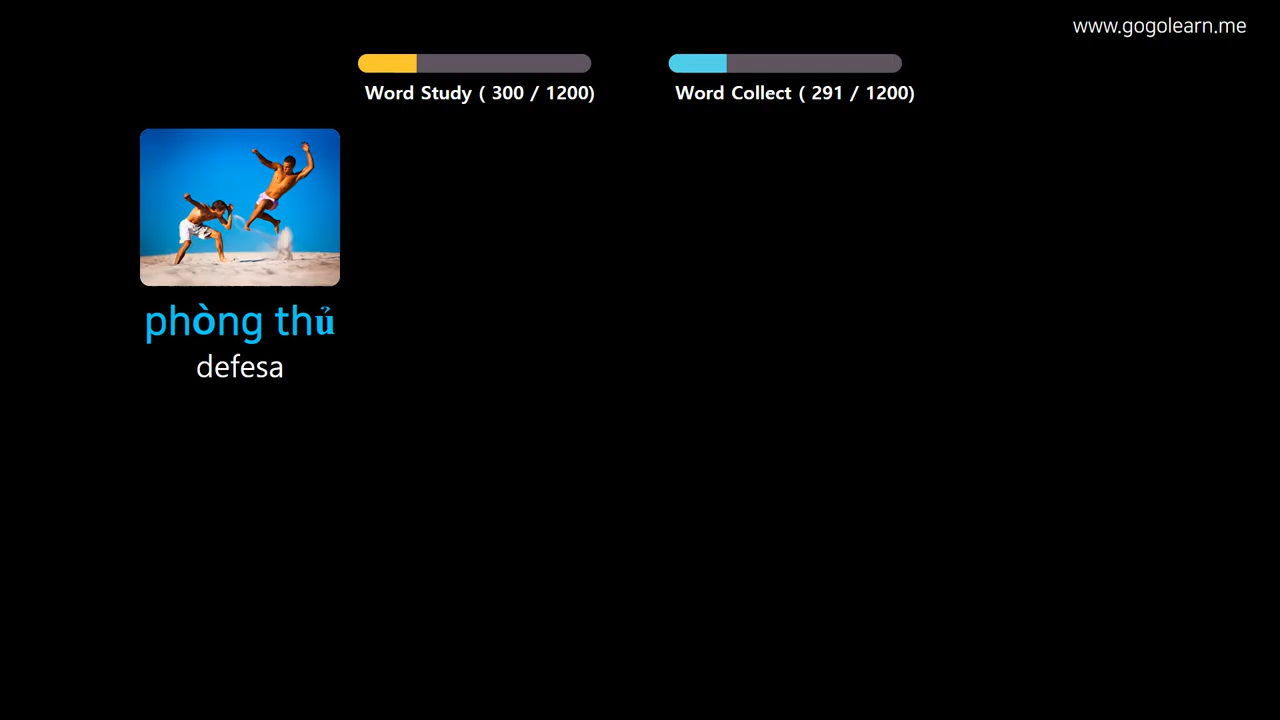 www.gogolearn.me
Word Study ( 300 / 1200)
Word Collect ( 291 / 1200)
phòng thủ
defesa